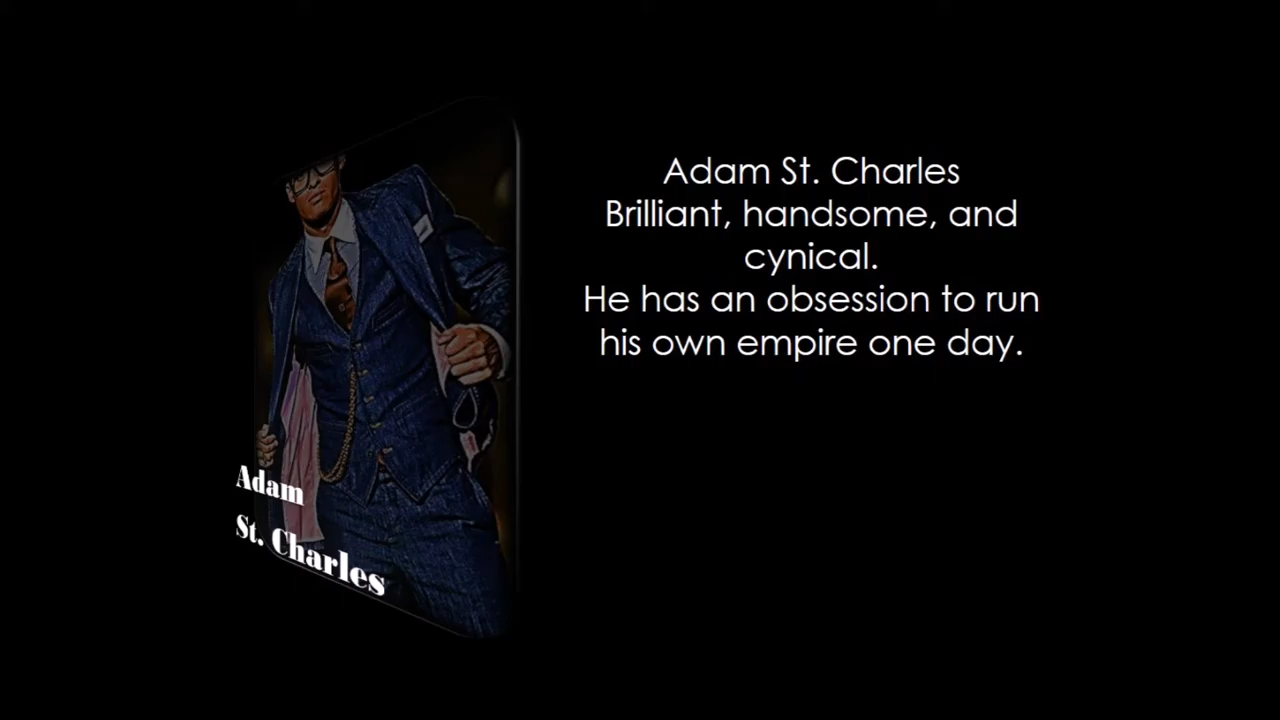 Adam
St. Charles
Adam St. Charles
Brilliant, handsome, and
cynical.
He has an obsession to run
his own empire one day.